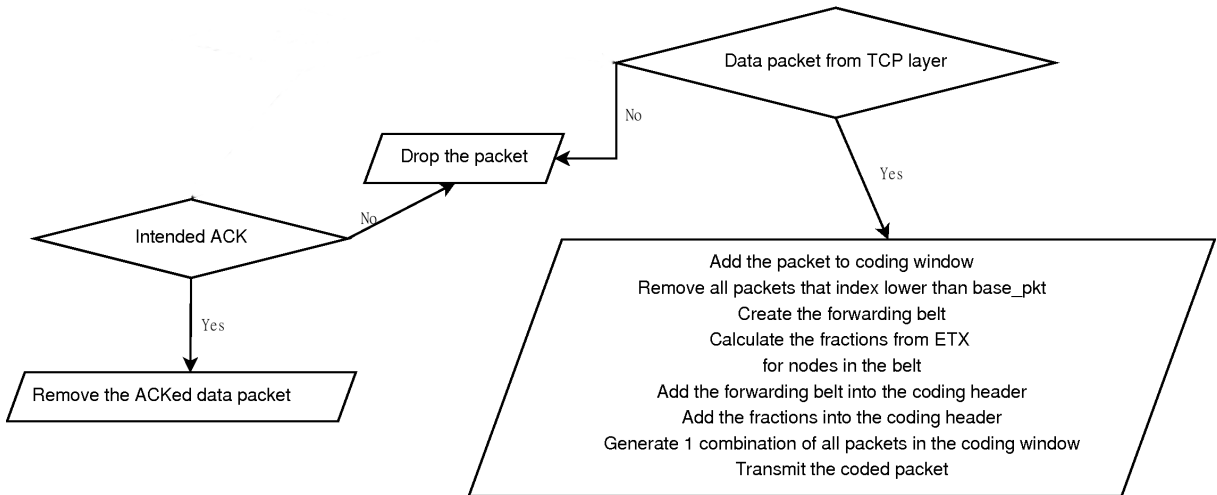 Data packet from TCP layer
No
Drop the packet
Yes
No
Intended ACK
Yes
Remove the ACKed data packet
Add the packet to coding window
Remove all packets that index lower than base_pkt
Create the forwarding belt
Calculate the fractions from ETX
for nodes in the belt
Add the forwarding belt into the coding header
Add the fractions into the coding header
Generate 1 combination of all packets in the coding window
Transmit the coded packet